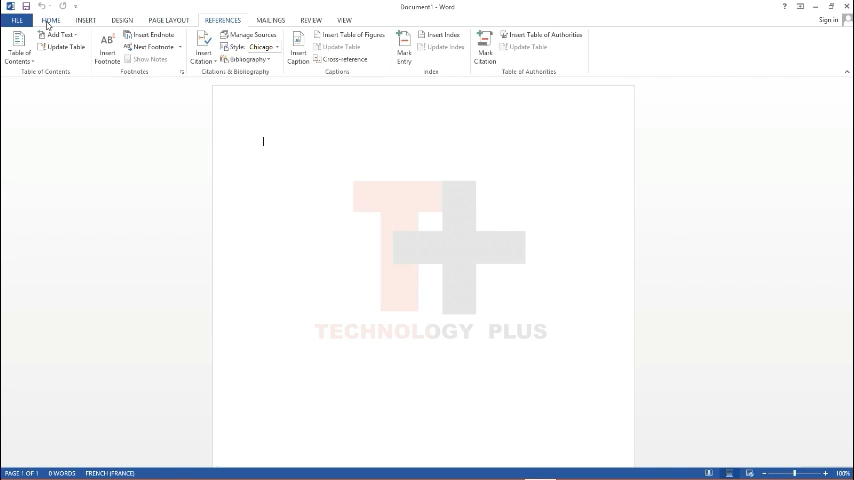 Document1 - Word
?
FILE HOME INSERT DESIGN PAGE LAYOUT REFERENCES MAILINGS REVIEW VIEW Sign in
Table of Contents
Add Text
Update Table
Table of Contents
AB1
Insert Footnote
Insert Endnote
Next Footnote
Show Notes
Footnotes
Insert Citation
Manage Sources
Style: Chicago
Bibliography
Citations & Bibliography
Insert Caption
Insert Table of Figures
Update Table
Cross-reference
Captions
Mark Entry
Insert Index
Update Index
Index
Mark Citation
Insert Table of Authorities
Update Table
Table of Authorities
T+
TECHNOLOGY PLUS
PAGE 1 OF 1 0 WORDS FRENCH (FRANCE) 100%